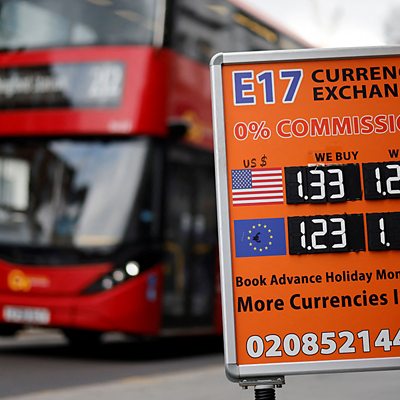 E17 CURRENC
EXCHAN
0% COMMISSIO
US $ WE BUY W
1.33 1.2
€ 1.23 1.
Book Advance Holiday Mon
More Currencies I
020852144